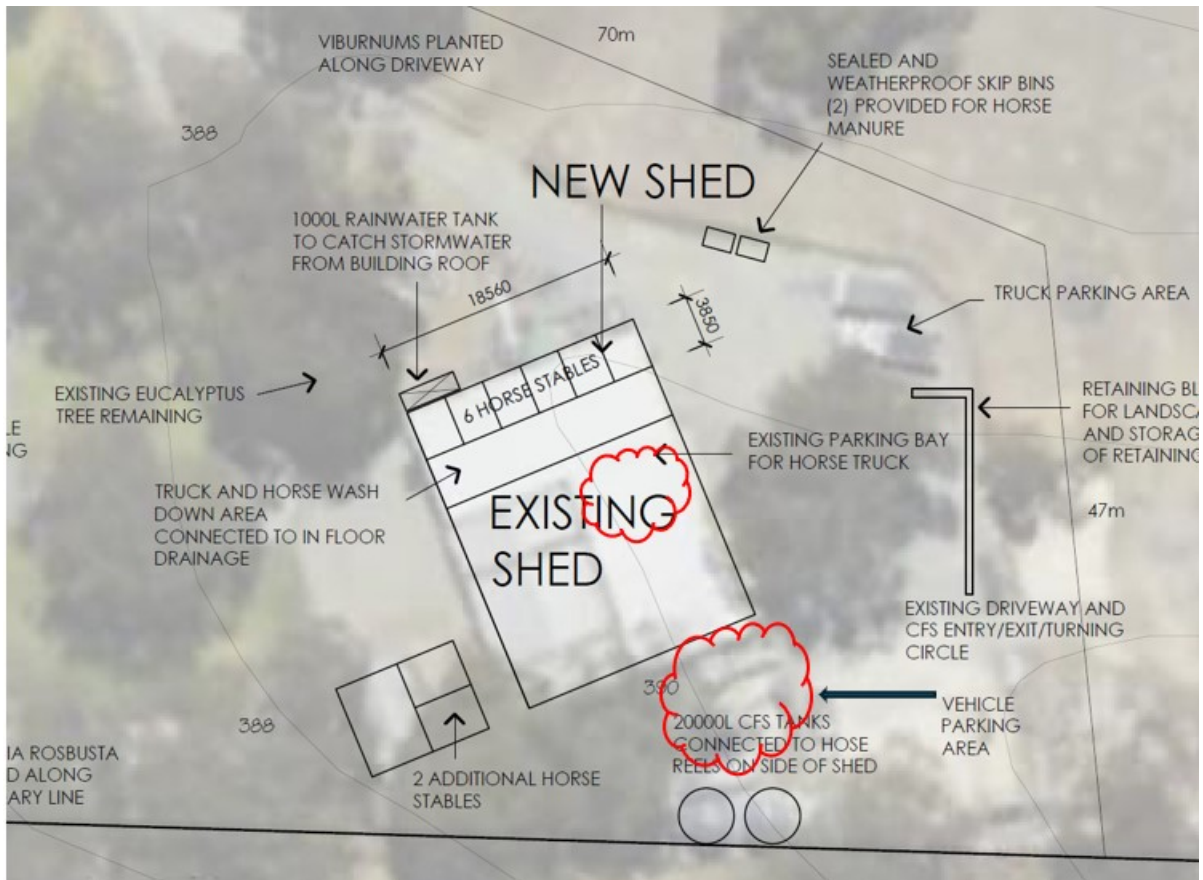 VIBURNUMS PLANTED
ALONG DRIVEWAY
70m
SEALED AND
WEATHERPROOF SKIP BINS
(2) PROVIDED FOR HORSE
MANURE
388
NEW SHED
1000L RAINWATER TANK
TO CATCH STORMWATER
FROM BUILDING ROOF
18560
3850
TRUCK PARKING AREA
EXISTING EUCALYPTUS
TREE REMAINING
6 HORSE STABLES
RETAINING BL
FOR LANDSCA
AND STORAG
OF RETAINING
LE
NG
EXISTING PARKING BAY
FOR HORSE TRUCK
TRUCK AND HORSE WASH
DOWN AREA
CONNECTED TO IN FLOOR
DRAINAGE
EXISTING
SHED
47m
EXISTING DRIVEWAY AND
CFS ENTRY/EXIT/TURNING
CIRCLE
390
388
20000L CFS TANKS
CONNECTED TO HOSE
REELS ON SIDE OF SHED
VEHICLE
PARKING
AREA
IA ROSBUSTA
D ALONG
ARY LINE
2 ADDITIONAL HORSE
STABLES